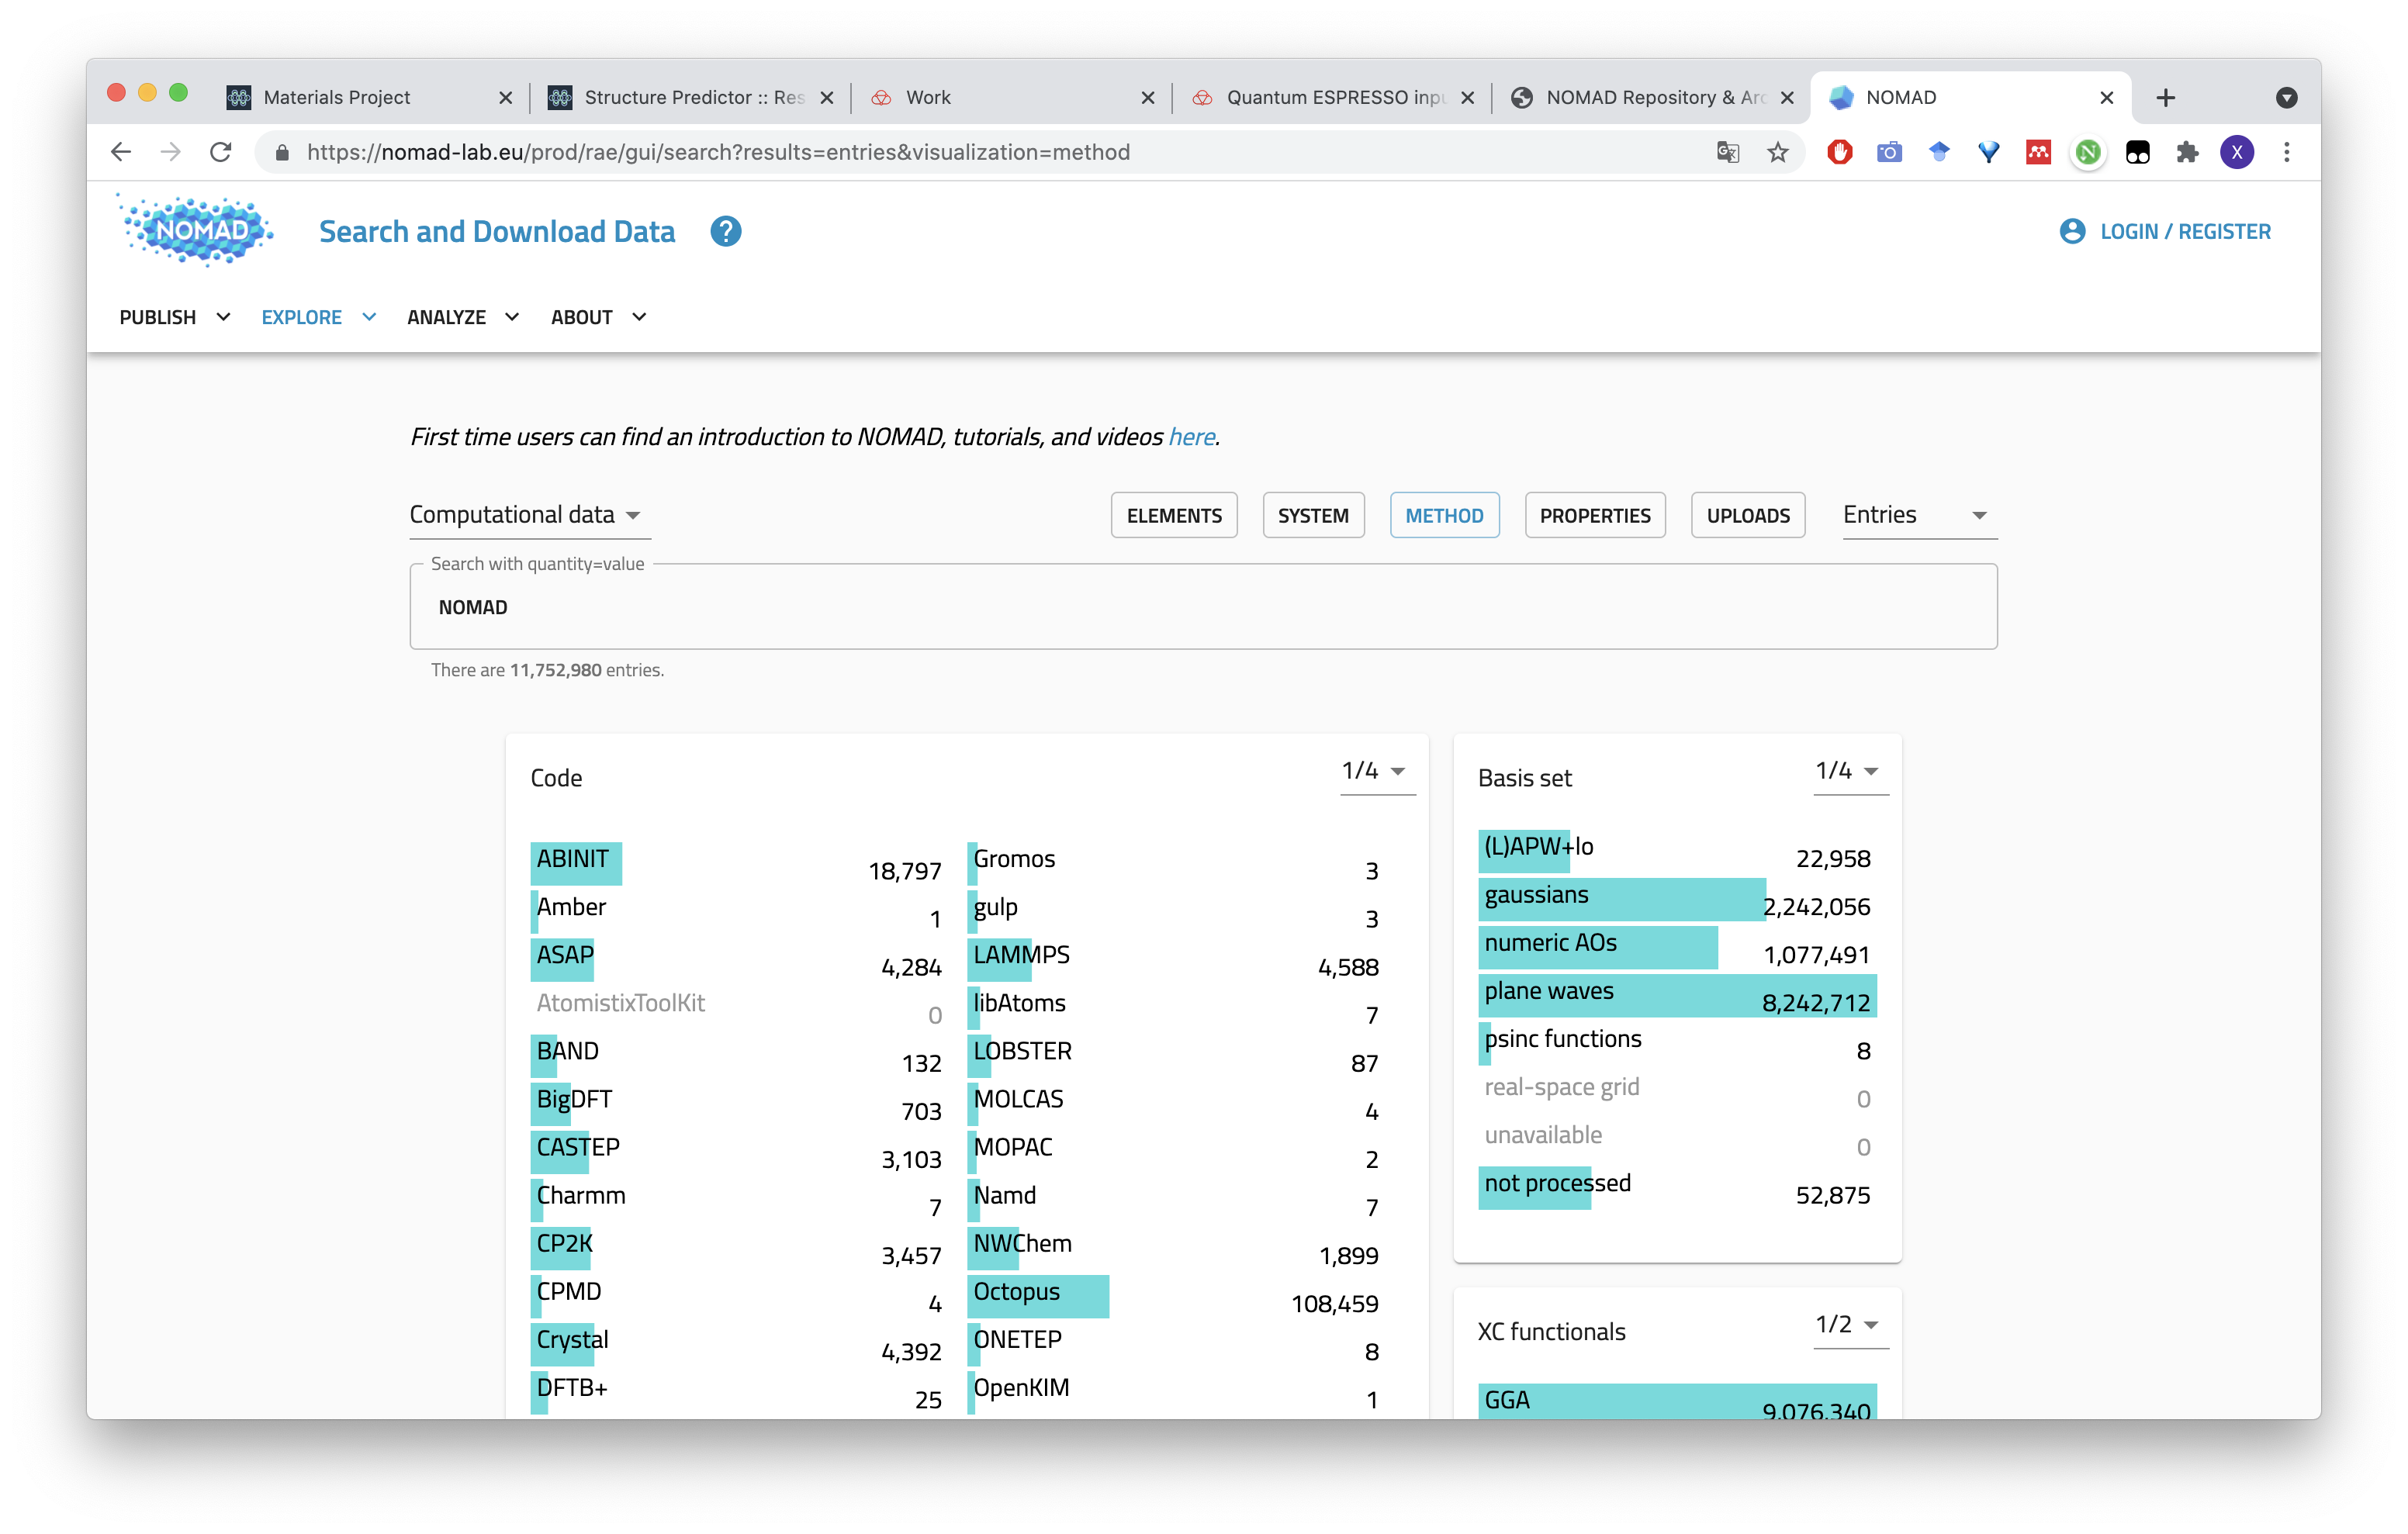 Materials Project
Structure Predictor :: Res
Work
Quantum ESPRESSO inpu
NOMAD Repository & Arc
NOMAD
https://nomad-lab.eu/prod/rae/gui/search?results=entries&visualization=method
X
NOMAD
Search and Download Data
?
LOGIN / REGISTER
PUBLISH
EXPLORE
ANALYZE
ABOUT
First time users can find an introduction to NOMAD, tutorials, and videos here.
Computational data
ELEMENTS
SYSTEM
METHOD
PROPERTIES
UPLOADS
Entries
Search with quantity=value
NOMAD
There are 11,752,980 entries.
Code
1/4
ABINIT 18,797
Amber 1
ASAP 4,284
AtomistixToolKit 0
BAND 132
BigDFT 703
CASTEP 3,103
Charmm 7
CP2K 3,457
CPMD 4
Crystal 4,392
DFTB+ 25
Gromos 3
gulp 3
LAMMPS 4,588
libAtoms 7
LOBSTER 87
MOLCAS 4
MOPAC 2
Namd 7
NWChem 1,899
Octopus 108,459
ONETEP 8
OpenKIM 1
Basis set
1/4
(L)APW+lo 22,958
gaussians 2,242,056
numeric AOs 1,077,491
plane waves 8,242,712
psinc functions 8
real-space grid 0
unavailable 0
not processed 52,875
XC functionals
1/2
GGA 9,076,340